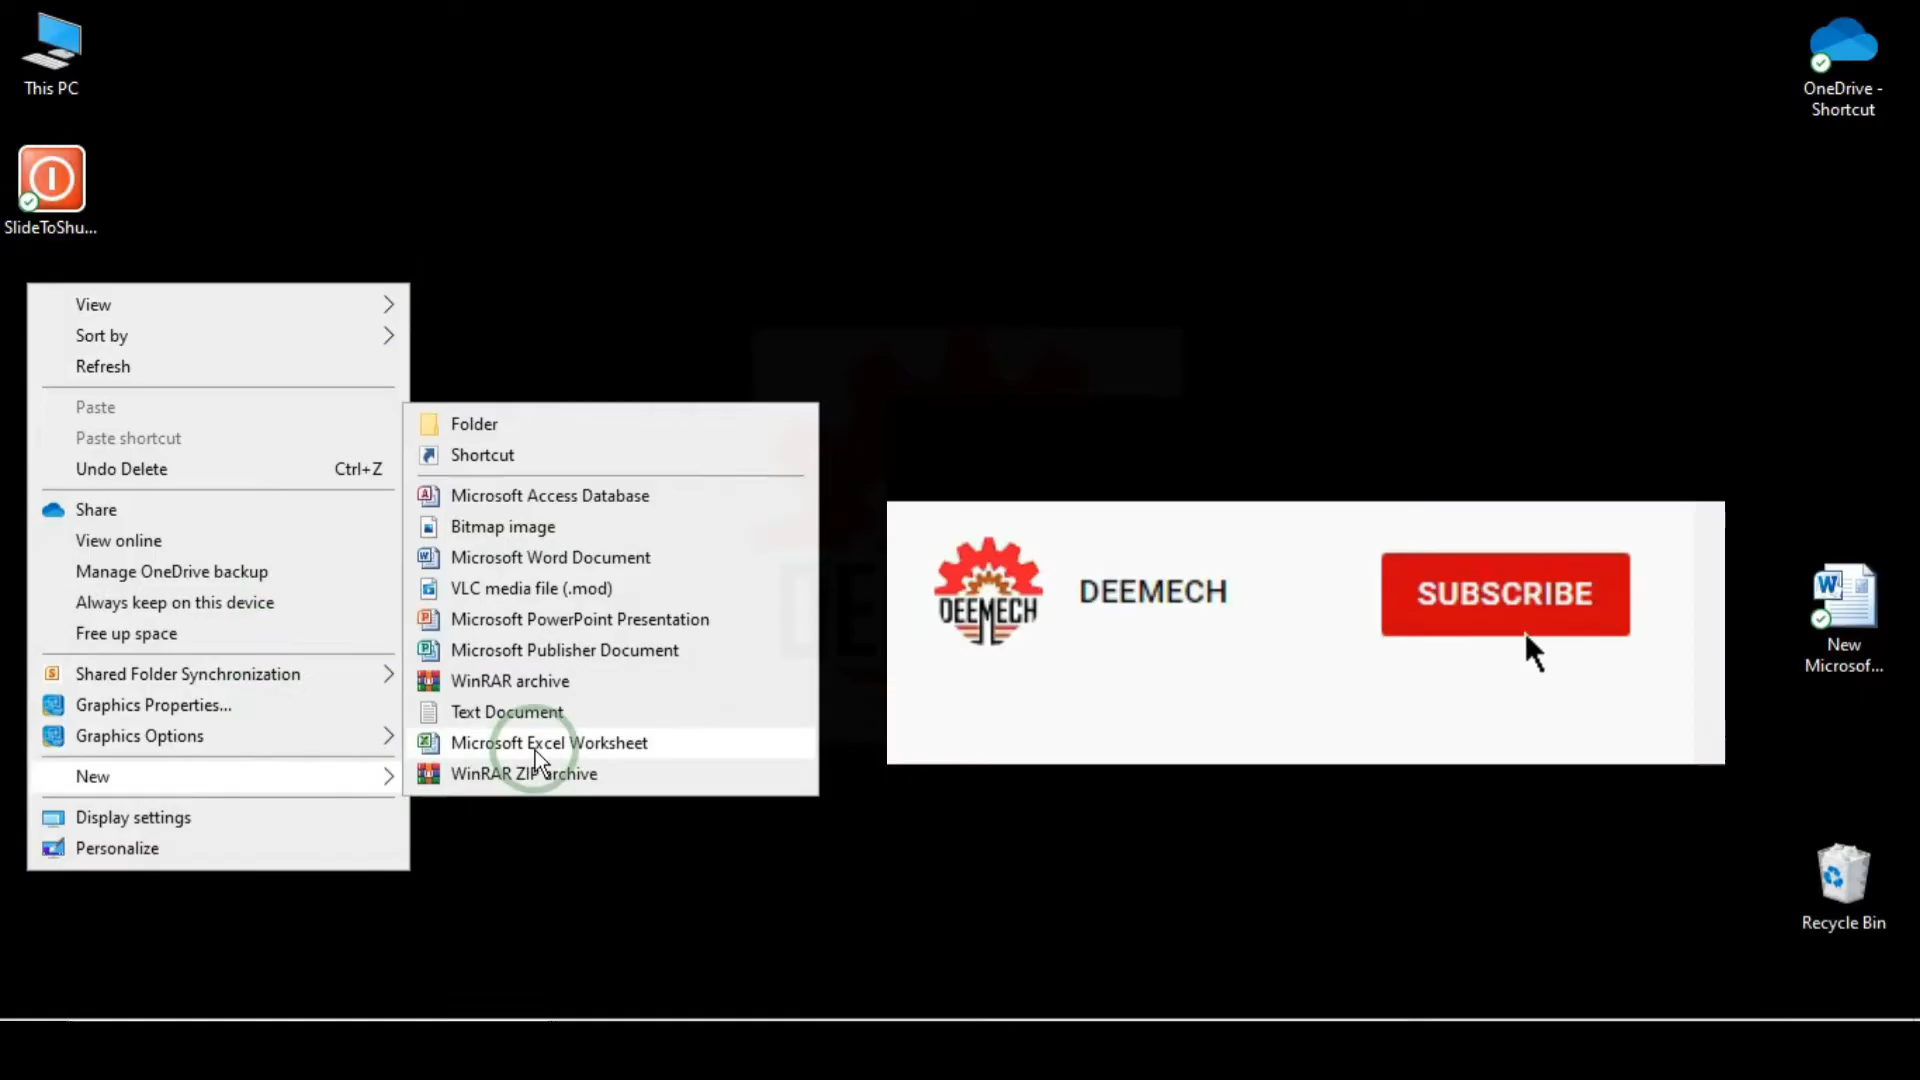 This PC
SlideToShu...
OneDrive -
Shortcut
View
Sort by
Refresh
Paste
Paste shortcut
Undo Delete Ctrl+Z
Share
View online
Manage OneDrive backup
Always keep on this device
Free up space
Shared Folder Synchronization
Graphics Properties...
Graphics Options
New
Display settings
Personalize
Folder
Shortcut
Microsoft Access Database
Bitmap image
Microsoft Word Document
VLC media file (.mod)
Microsoft PowerPoint Presentation
Microsoft Publisher Document
WinRAR archive
Text Document
Microsoft Excel Worksheet
WinRAR ZIP archive
DEEMECH
DEEMECH
SUBSCRIBE
New
Microsof...
Recycle Bin